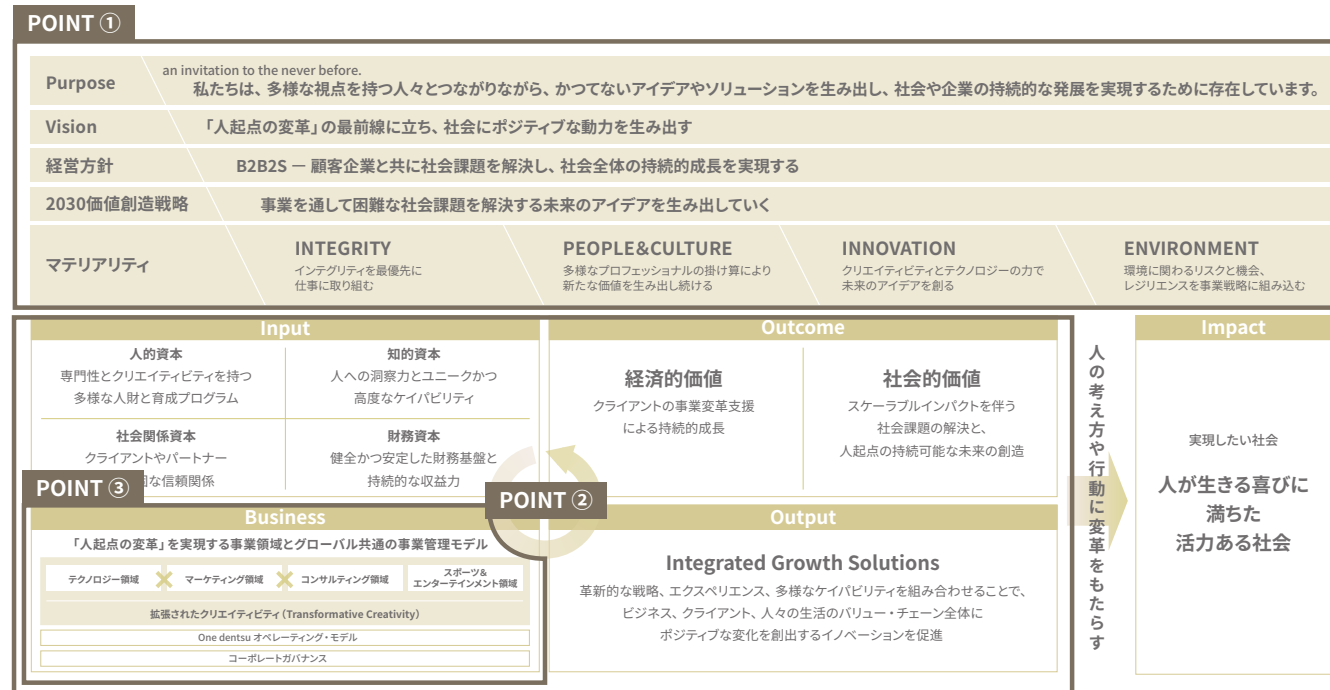 POINT ①
Purpose
an invitation to the never before.
私たちは、多様な視点を持つ人々とつながりながら、かつてないアイデアやソリューションを生み出し、社会や企業の持続的な発展を実現するために存在しています。
Vision
「人起点の変革」の最前線に立ち、社会にポジティブな動力を生み出す
経営方針
B2B2S ― 顧客企業と共に社会課題を解決し、社会全体の持続的成長を実現する
2030価値創造戦略
事業を通して困難な社会課題を解決する未来のアイデアを生み出していく
マテリアリティ
INTEGRITY
インテグリティを最優先に
仕事に取り組む
PEOPLE&CULTURE
多様なプロフェッショナルの掛け算により
新たな価値を生み出し続ける
INNOVATION
クリエイティビティとテクノロジーの力で
未来のアイデアを創る
ENVIRONMENT
環境に関わるリスクと機会、
レジリエンスを事業戦略に組み込む
Input
人的資本
専門性とクリエイティビティを持つ
多様な人財と育成プログラム
知的資本
人への洞察力とユニークかつ
高度なケイパビリティ
社会関係資本
クライアントやパートナー
な信頼関係
財務資本
健全かつ安定した財務基盤と
持続的な収益力
Outcome
経済的価値
クライアントの事業変革支援
による持続的成長
社会的価値
スケーラブルインパクトを伴う
社会課題の解決と、
人起点の持続可能な未来の創造
POINT ③
POINT ②
Business
「人起点の変革」を実現する事業領域とグローバル共通の事業管理モデル
テクノロジー領域
マーケティング領域
コンサルティング領域
スポーツ&
エンターテインメント領域
拡張されたクリエイティビティ(Transformative Creativity)
One dentsu オペレーティング・モデル
コーポレートガバナンス
Output
Integrated Growth Solutions
革新的な戦略、エクスペリエンス、多様なケイパビリティを組み合わせることで、
ビジネス、クライアント、人々の生活のバリュー・チェーン全体に
ポジティブな変化を創出するイノベーションを促進
人の考え方や行動に変革をもたらす
Impact
実現したい社会
人が生きる喜びに
満ちた
活力ある社会